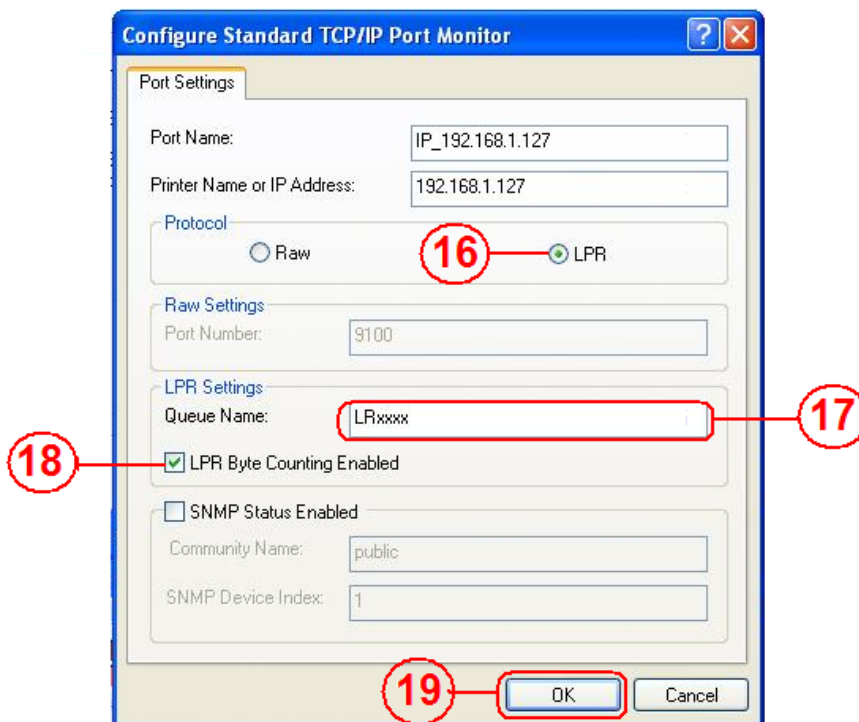 Configure Standard TCP/IP Port Monitor
Port Settings
Port Name: IP_192.168.1.127
Printer Name or IP Address: 192.168.1.127
Protocol
Raw 16 LPR
Raw Settings
Port Number: 9100
LPR Settings
Queue Name: LRxxxx 17
18 LPR Byte Counting Enabled
SNMP Status Enabled
Community Name: public
SNMP Device Index: 1
19 OK Cancel